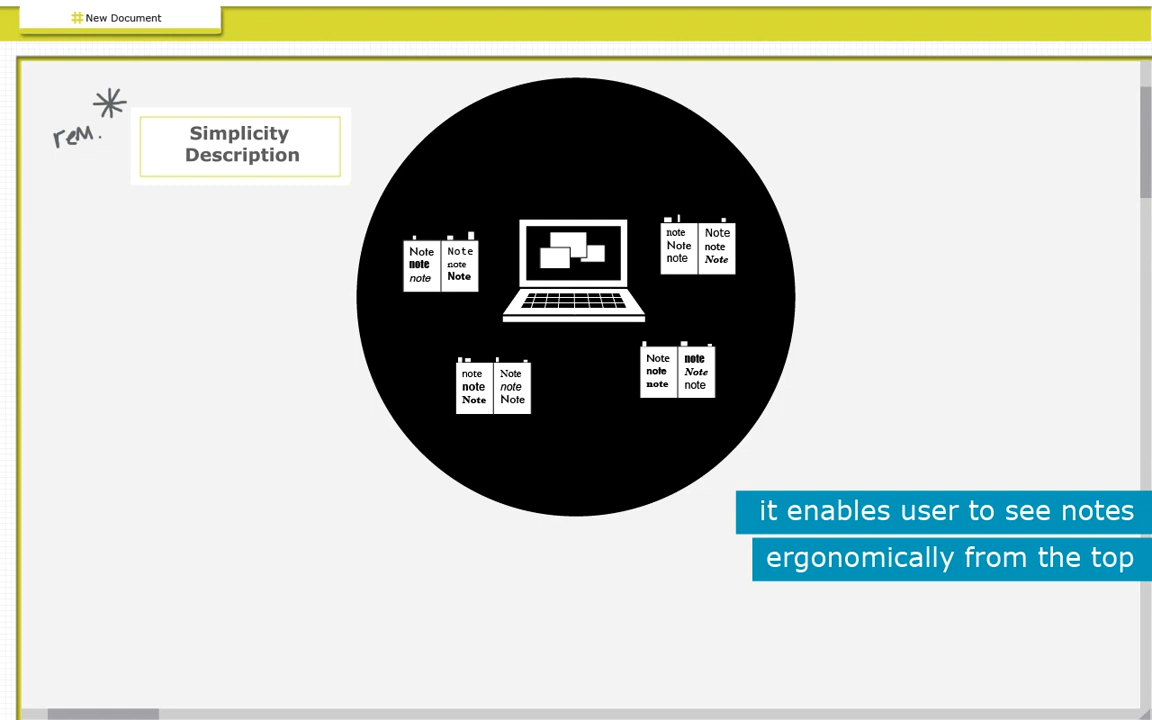 #New Document
rem.
Simplicity
Description
Note note note Note note Note
note Note note Note note Note
note note Note Note note Note
Note note note note Note note
it enables user to see notes
ergonomically from the top